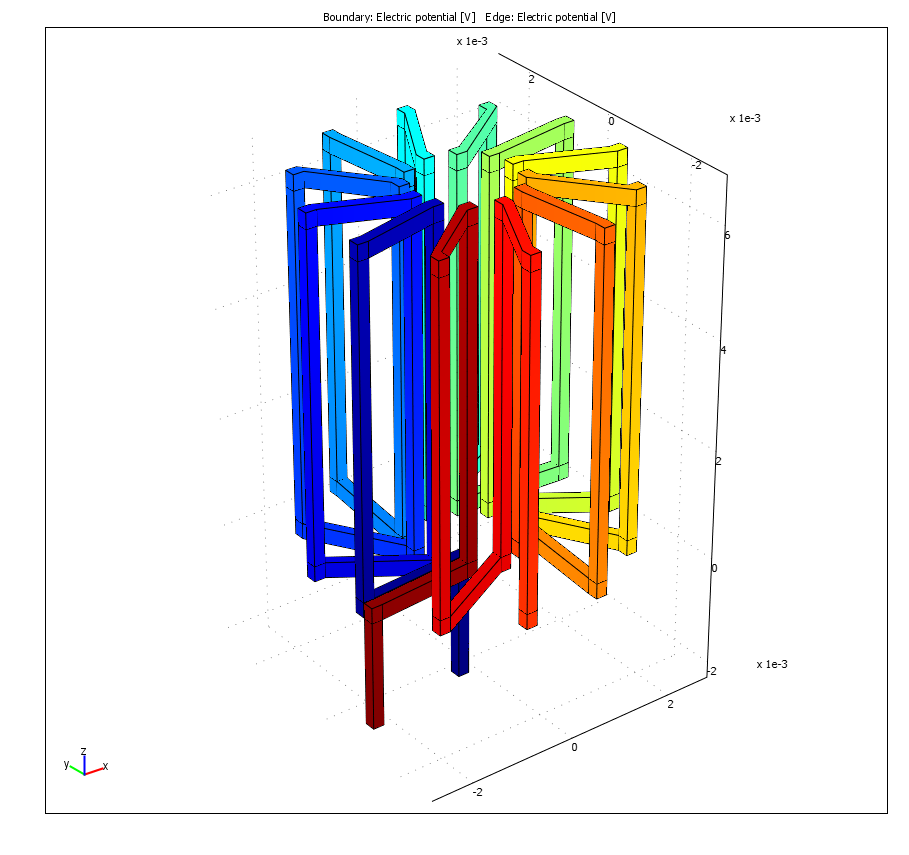 Boundary: Electric potential [V]   Edge: Electric potential [V]
x 1e-3
2
0
x 1e-3
-2
6
4
2
0
-2
x 1e-3
2
0
-2
z
y
x